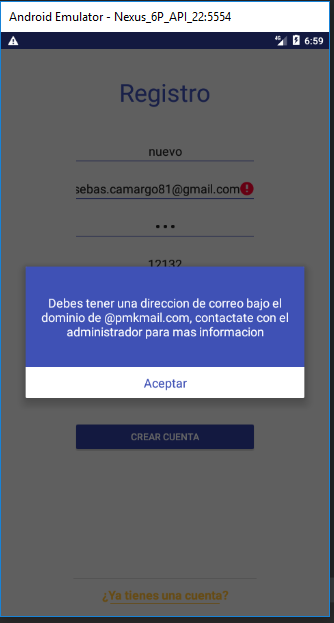 Android Emulator - Nexus_6P_API_22:5554
4G 6:59
Registro
nuevo
sebas.camargo81@gmail.com
12132
Debes tener una direccion de correo bajo el
dominio de @pmkmail.com, contactate con el
administrador para mas informacion
Aceptar
CREAR CUENTA
¿Ya tienes una cuenta?